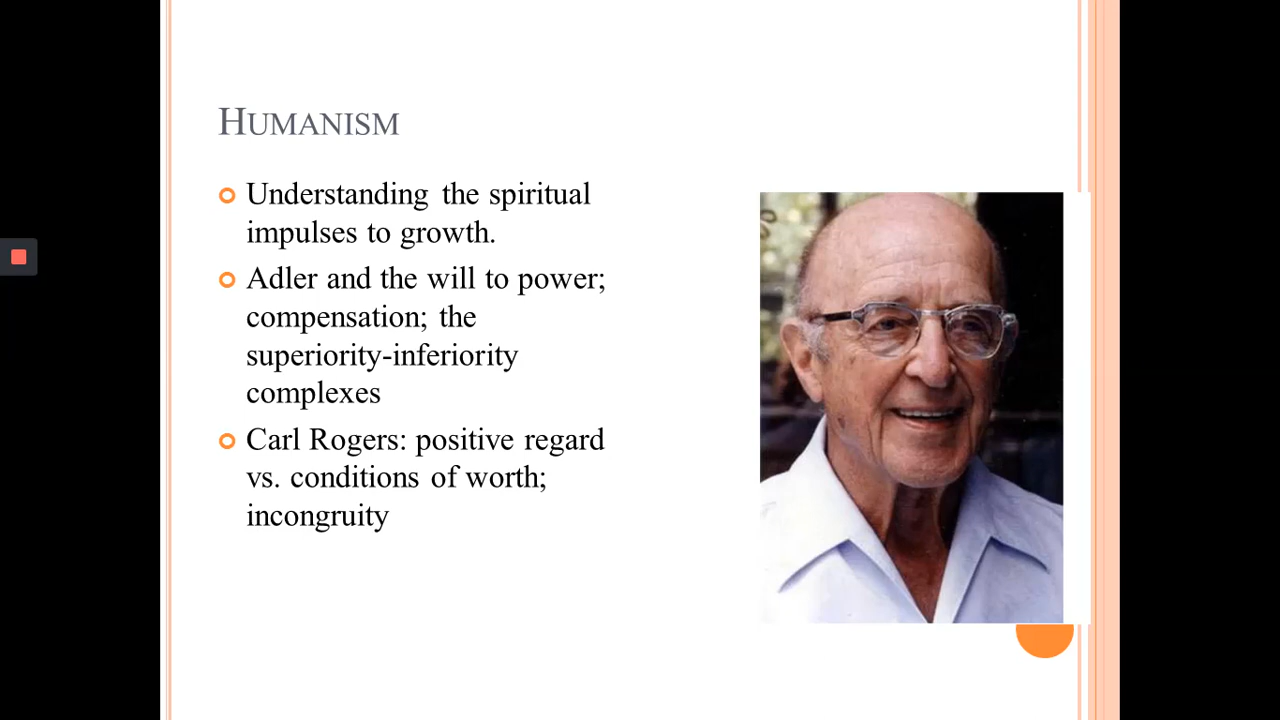 HUMANISM
Understanding the spiritual
impulses to growth.
Adler and the will to power;
compensation; the
superiority-inferiority
complexes
Carl Rogers: positive regard
vs. conditions of worth;
incongruity